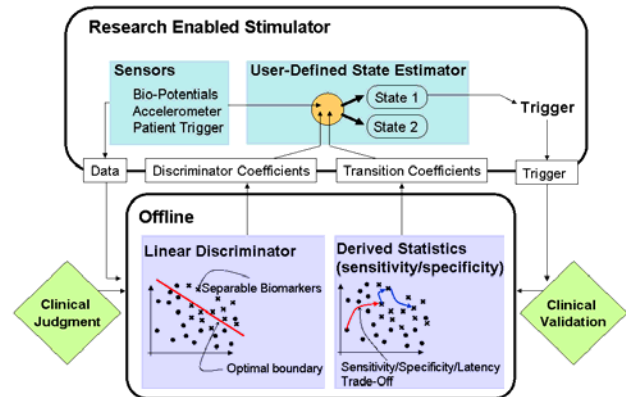 Research Enabled Stimulator
Sensors
Bio-Potentials
Accelerometer
Patient Trigger
User-Defined State Estimator
State 1
State 2
Trigger
Data
Discriminator Coefficients
Transition Coefficients
Trigger
Offline
Linear Discriminator
Separable Biomarkers
Optimal boundary
Derived Statistics
(sensitivity/specificity)
Sensitivity/Specificity/Latency
Trade-Off
Clinical
Judgment
Clinical
Validation